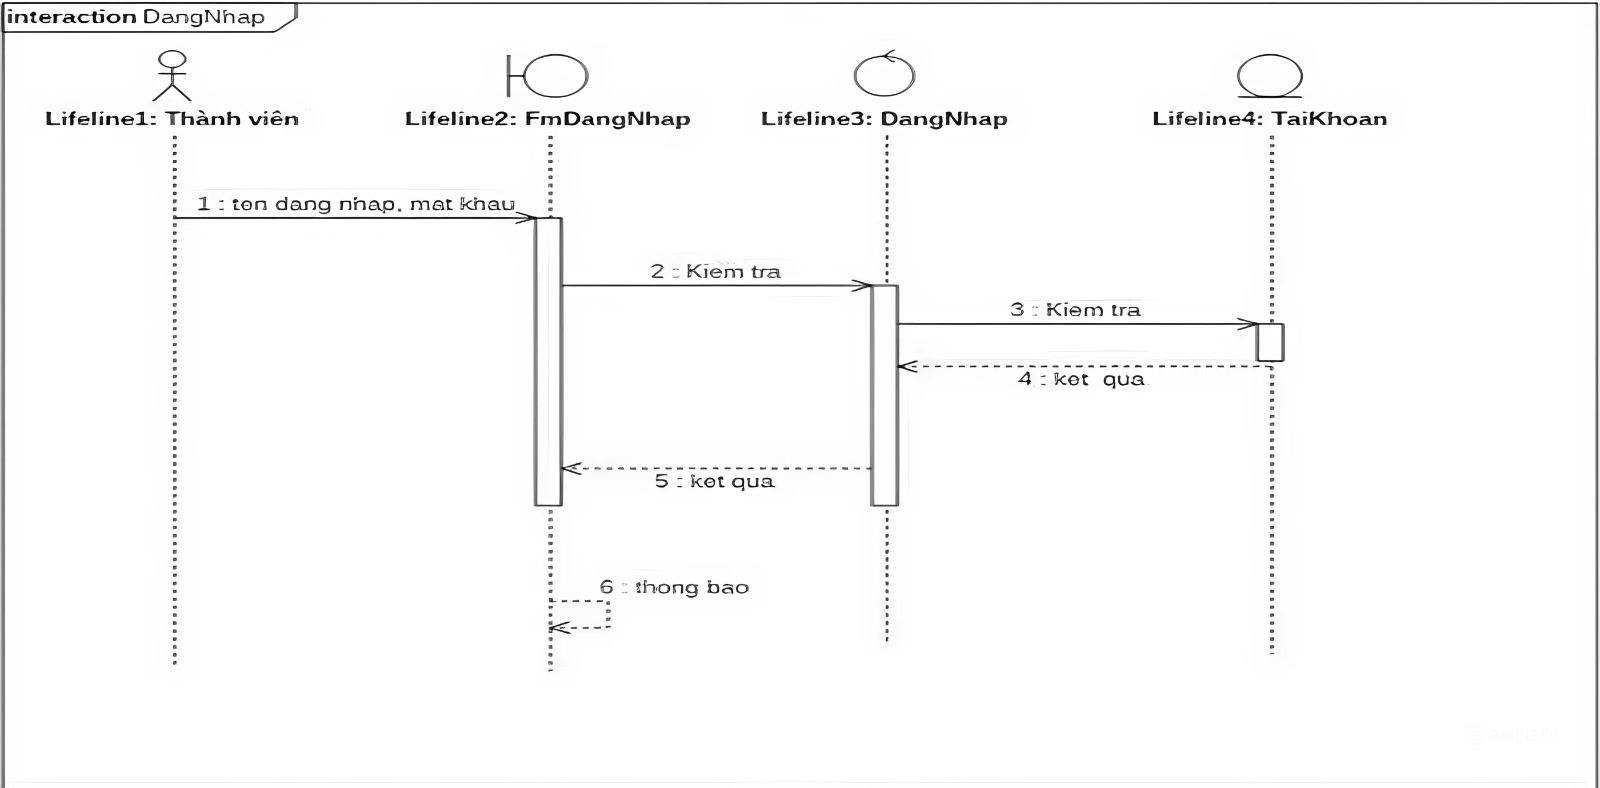 interaction DangNhap
Lifeline1: Thành viên
Lifeline2: FmDangNhap
Lifeline3: DangNhap
Lifeline4: TaiKhoan
1 : ten dang nhap, mat khau
2 : Kiem tra
3 : Kiem tra
4 : ket qua
5 : ket qua
6 : thong bao